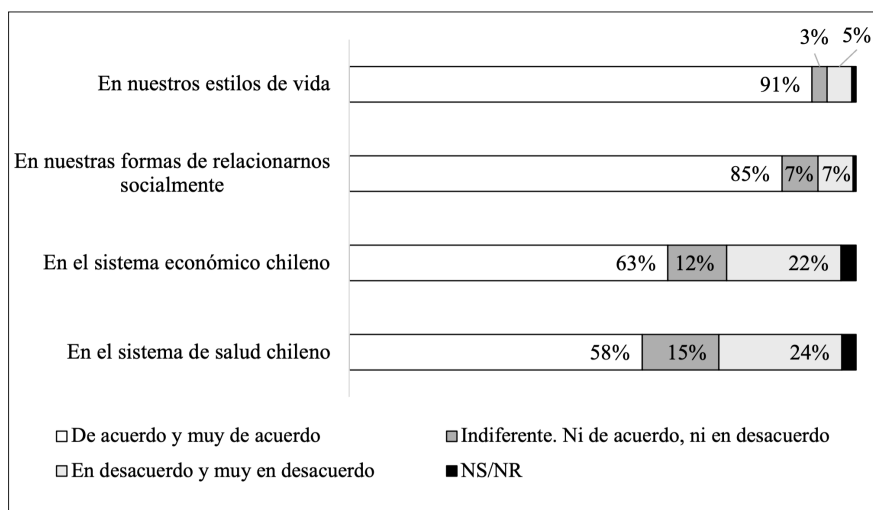 3% 5%
En nuestros estilos de vida 91%
En nuestras formas de relacionarnos
socialmente 85% 7% 7%
En el sistema económico chileno 63% 12% 22%
En el sistema de salud chileno 58% 15% 24%
De acuerdo y muy de acuerdo Indiferente. Ni de acuerdo, ni en desacuerdo
En desacuerdo y muy en desacuerdo NS/NR